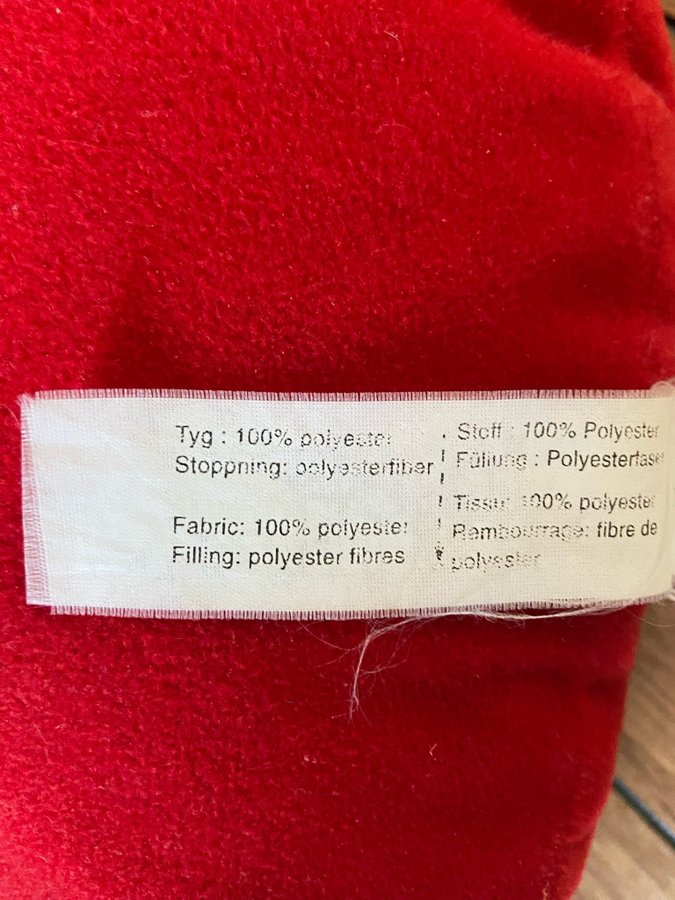 Tyg : 100% polyester
Stoppning: polyesterfiber
Fabric: 100% polyester
Filling: polyester fibres
Stoff : 100% Polyester
Füllung : Polyesterfaser
Tissu: 100% polyester
Rembourrage: fibre de
polyester